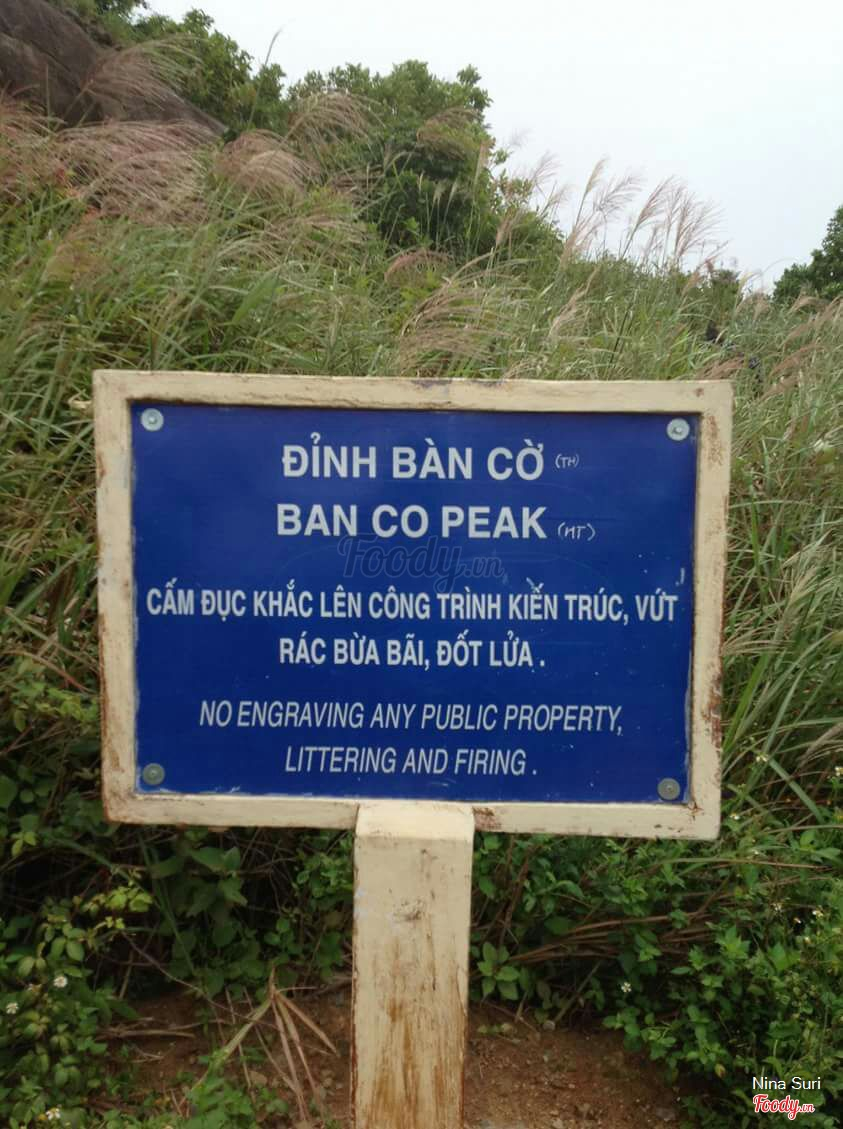 ĐỈNH BÀN CỜ (TH)
BAN CO PEAK (MT)
Foody.vn
CẤM ĐỤC KHẮC LÊN CÔNG TRÌNH KIẾN TRÚC, VỨT
RÁC BỪA BÃI, ĐỐT LỬA .
NO ENGRAVING ANY PUBLIC PROPERTY,
LITTERING AND FIRING .
Nina Suri
Foody.vn